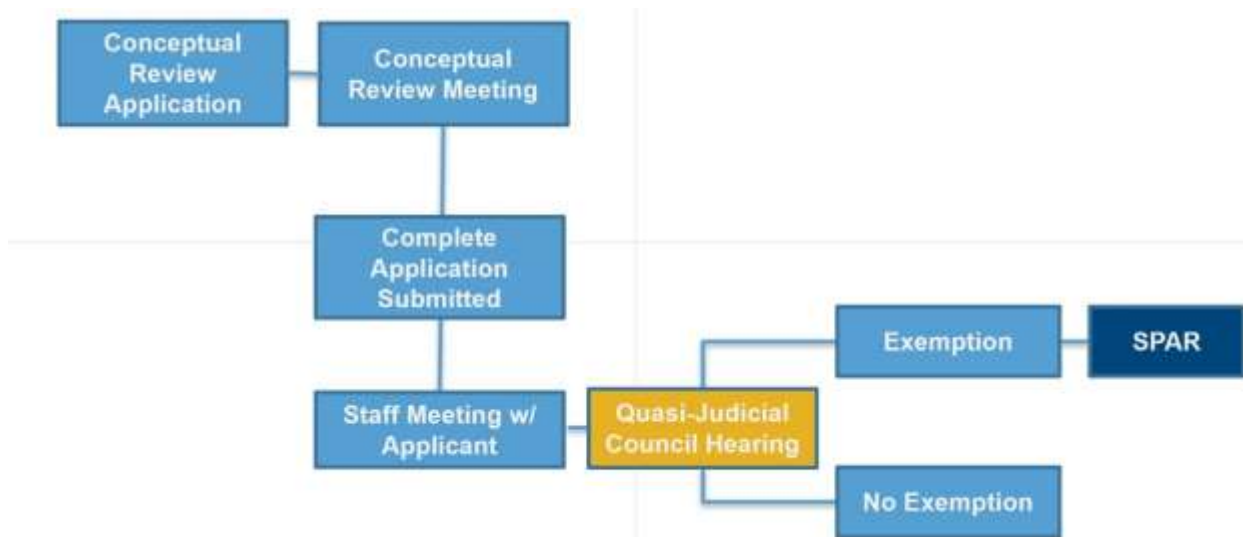 Conceptual
Review
Application
Conceptual
Review Meeting
Complete
Application
Submitted
Staff Meeting w/
Applicant
Quasi-Judicial
Council Hearing
Exemption
SPAR
No Exemption